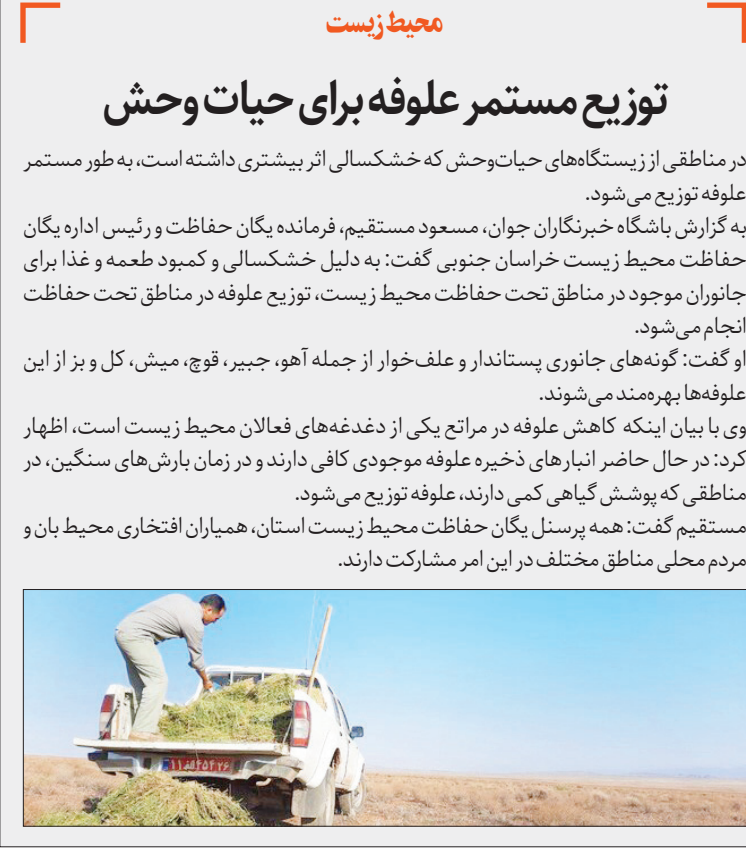 محیط زیست
توزیع مستمر علوفه برای حیات وحش
در مناطقی از زیستگاه‌های حیات‌وحش که خشکسالی اثر بیشتری داشته است، به طور مستمر
علوفه توزیع می‌شود.
به گزارش باشگاه خبرنگاران جوان، مسعود مستقیم، فرمانده یگان حفاظت و رئیس اداره یگان
حفاظت محیط زیست خراسان جنوبی گفت: به دلیل خشکسالی و کمبود طعمه و غذا برای
جانوران موجود در مناطق تحت حفاظت محیط زیست، توزیع علوفه در مناطق تحت حفاظت
انجام می‌شود.
او گفت: گونه‌های جانوری پستاندار و علف‌خوار از جمله آهو، جبیر، قوچ، میش، کل و بز از این
علوفه‌ها بهره‌مند می‌شوند.
وی با بیان اینکه کاهش علوفه در مراتع یکی از دغدغه‌های فعالان محیط زیست است، اظهار
کرد: در حال حاضر انبارهای ذخیره علوفه موجودی کافی دارند و در زمان بارش‌های سنگین، در
مناطقی که پوشش گیاهی کمی دارند، علوفه توزیع می‌شود.
مستقیم گفت: همه پرسنل یگان حفاظت محیط زیست استان، همیاران افتخاری محیط بان و
مردم محلی مناطق مختلف در این امر مشارکت دارند.